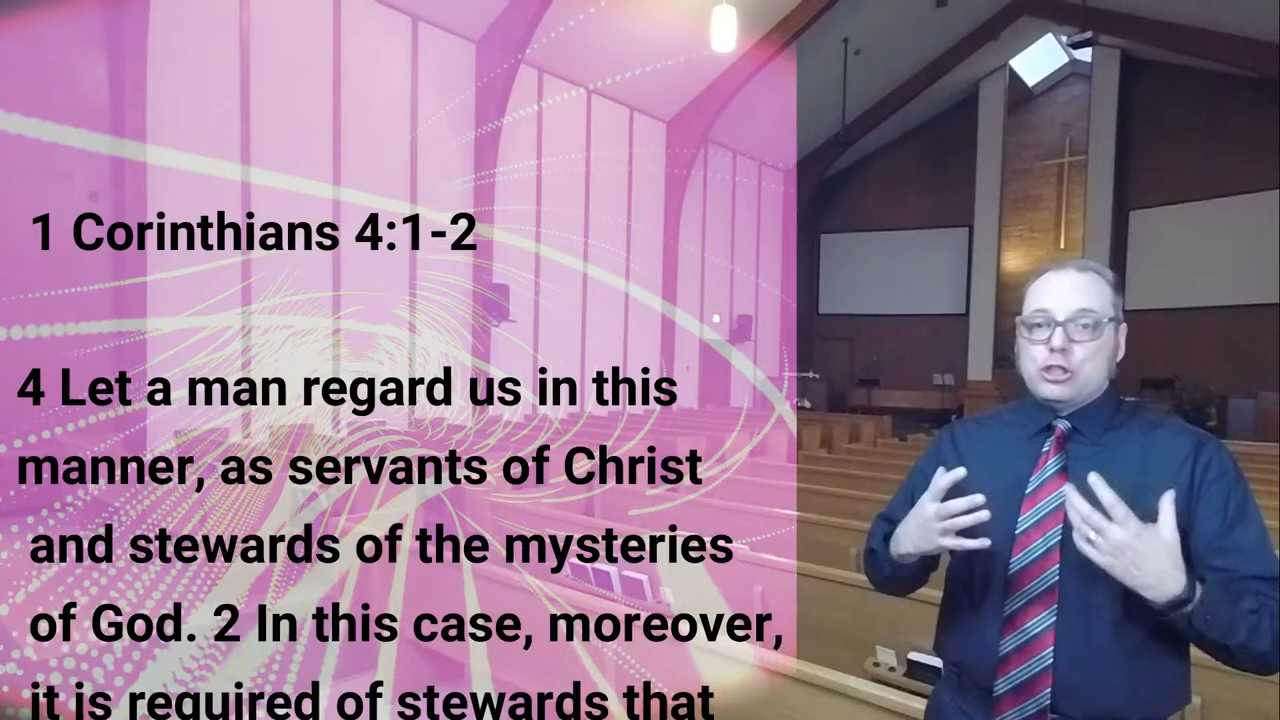 1 Corinthians 4:1-2
4 Let a man regard us in this
manner, as servants of Christ
and stewards of the mysteries
of God. 2 In this case, moreover,
it is required of stewards that